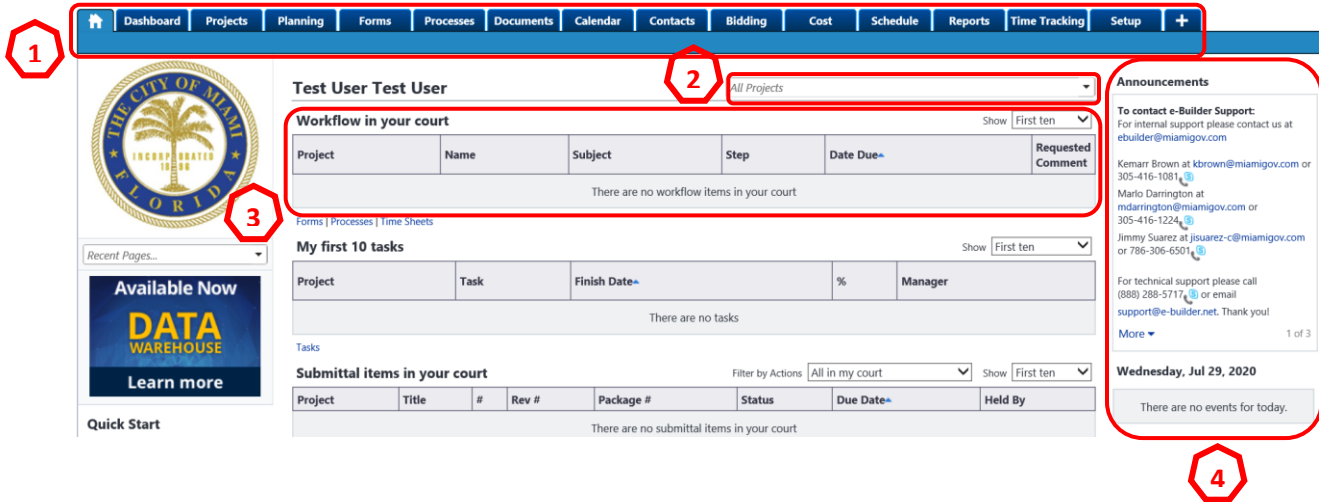 Dashboard Projects Planning Forms Processes Documents Calendar Contacts Bidding Cost Schedule Reports Time Tracking Setup +
1
THE CITY OF MIAMI
INCORPORATED
18 96
FLORIDA
Recent Pages...
Available Now
DATA
WAREHOUSE
Learn more
Quick Start
Test User Test User
2
All Projects
Workflow in your court Show First ten
Project Name Subject Step Date Due Requested Comment
There are no workflow items in your court
3
Forms | Processes | Time Sheets
My first 10 tasks Show First ten
Project Task Finish Date % Manager
There are no tasks
Tasks
Submittal items in your court Filter by Actions All in my court Show First ten
Project Title # Rev # Package # Status Due Date Held By
There are no submittal items in your court
Announcements
To contact e-Builder Support:
For internal support please contact us at
ebuilder@miamigov.com
Kemarr Brown at kbrown@miamigov.com or
305-416-1081
Marlo Darrington at
mdarrington@miamigov.com or
305-416-1224
Jimmy Suarez at jisuarez-c@miamigov.com
or 786-306-6501
For technical support please call
(888) 288-5717 or email
support@e-builder.net. Thank you!
More 1 of 3
Wednesday, Jul 29, 2020
There are no events for today.
4